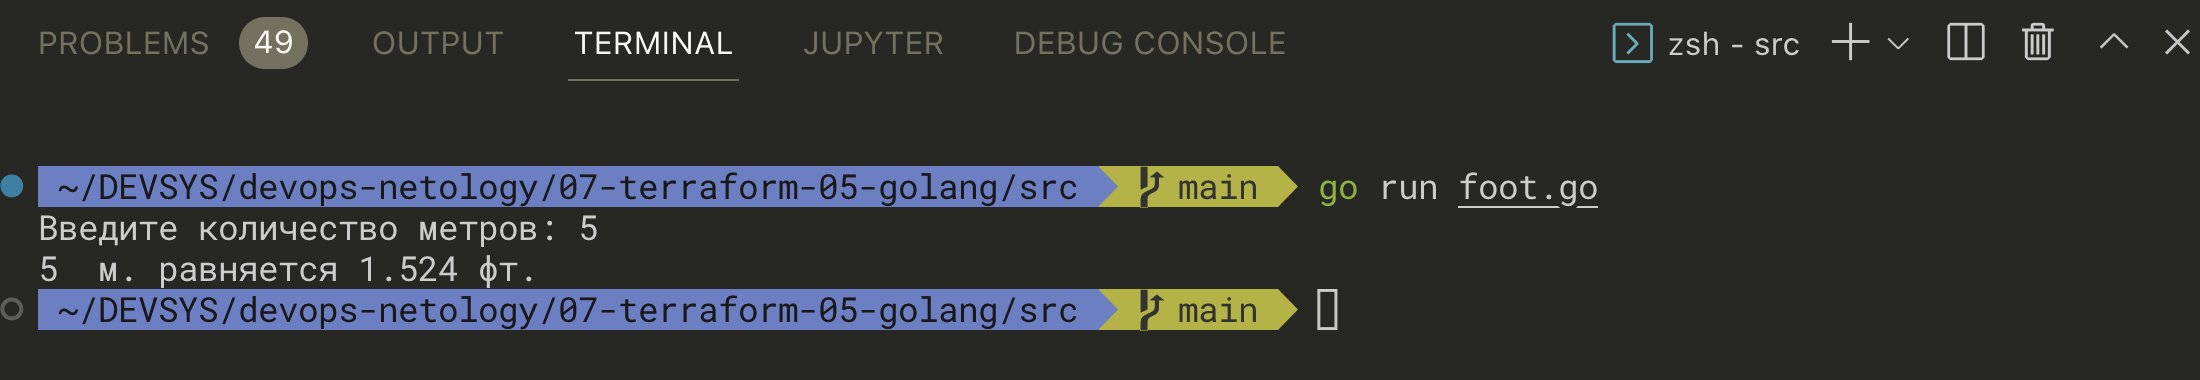 PROBLEMS 49 OUTPUT TERMINAL JUPYTER DEBUG CONSOLE zsh - src
~/DEVSYS/devops-netology/07-terraform-05-golang/src main go run foot.go
Введите количество метров: 5
5  м. равняется 1.524 фт.
~/DEVSYS/devops-netology/07-terraform-05-golang/src main